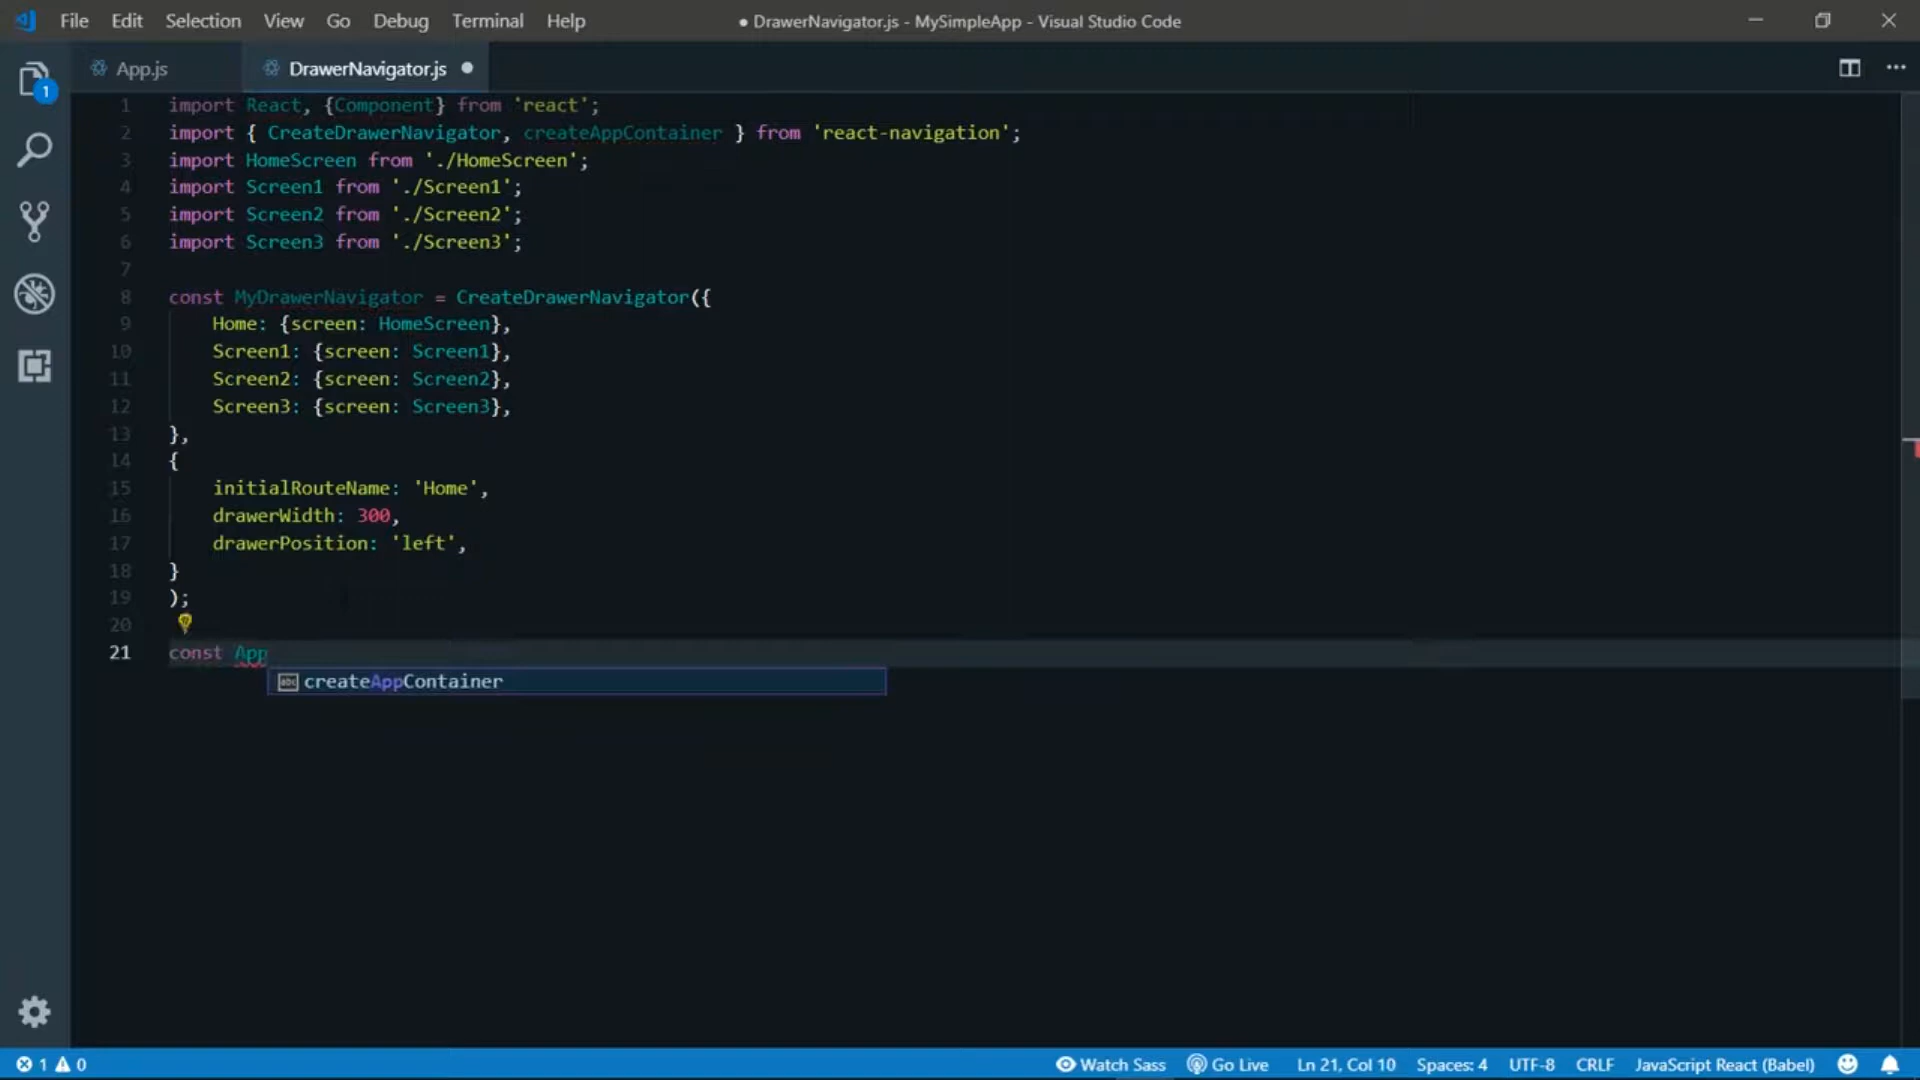 File Edit Selection View Go Debug Terminal Help ● DrawerNavigator.js - MySimpleApp - Visual Studio Code
App.js DrawerNavigator.js ●
1 import React, {Component} from 'react';
2 import { CreateDrawerNavigator, createAppContainer } from 'react-navigation';
3 import HomeScreen from './HomeScreen';
4 import Screen1 from './Screen1';
5 import Screen2 from './Screen2';
6 import Screen3 from './Screen3';
7
8 const MyDrawerNavigator = CreateDrawerNavigator({
9 Home: {screen: HomeScreen},
10 Screen1: {screen: Screen1},
11 Screen2: {screen: Screen2},
12 Screen3: {screen: Screen3},
13 },
14 {
15 initialRouteName: 'Home',
16 drawerWidth: 300,
17 drawerPosition: 'left',
18 }
19 );
20
21 const App
abc createAppContainer
1
1 0 Watch Sass Go Live Ln 21, Col 10 Spaces: 4 UTF-8 CRLF JavaScript React (Babel)